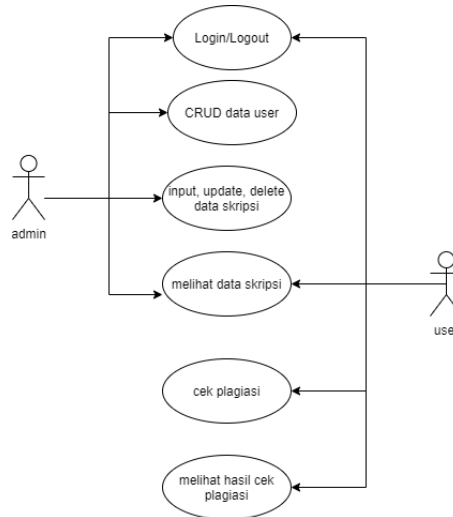 Login/Logout
CRUD data user
input, update, delete
data skripsi
admin
melihat data skripsi
use
cek plagiasi
melihat hasil cek
plagiasi